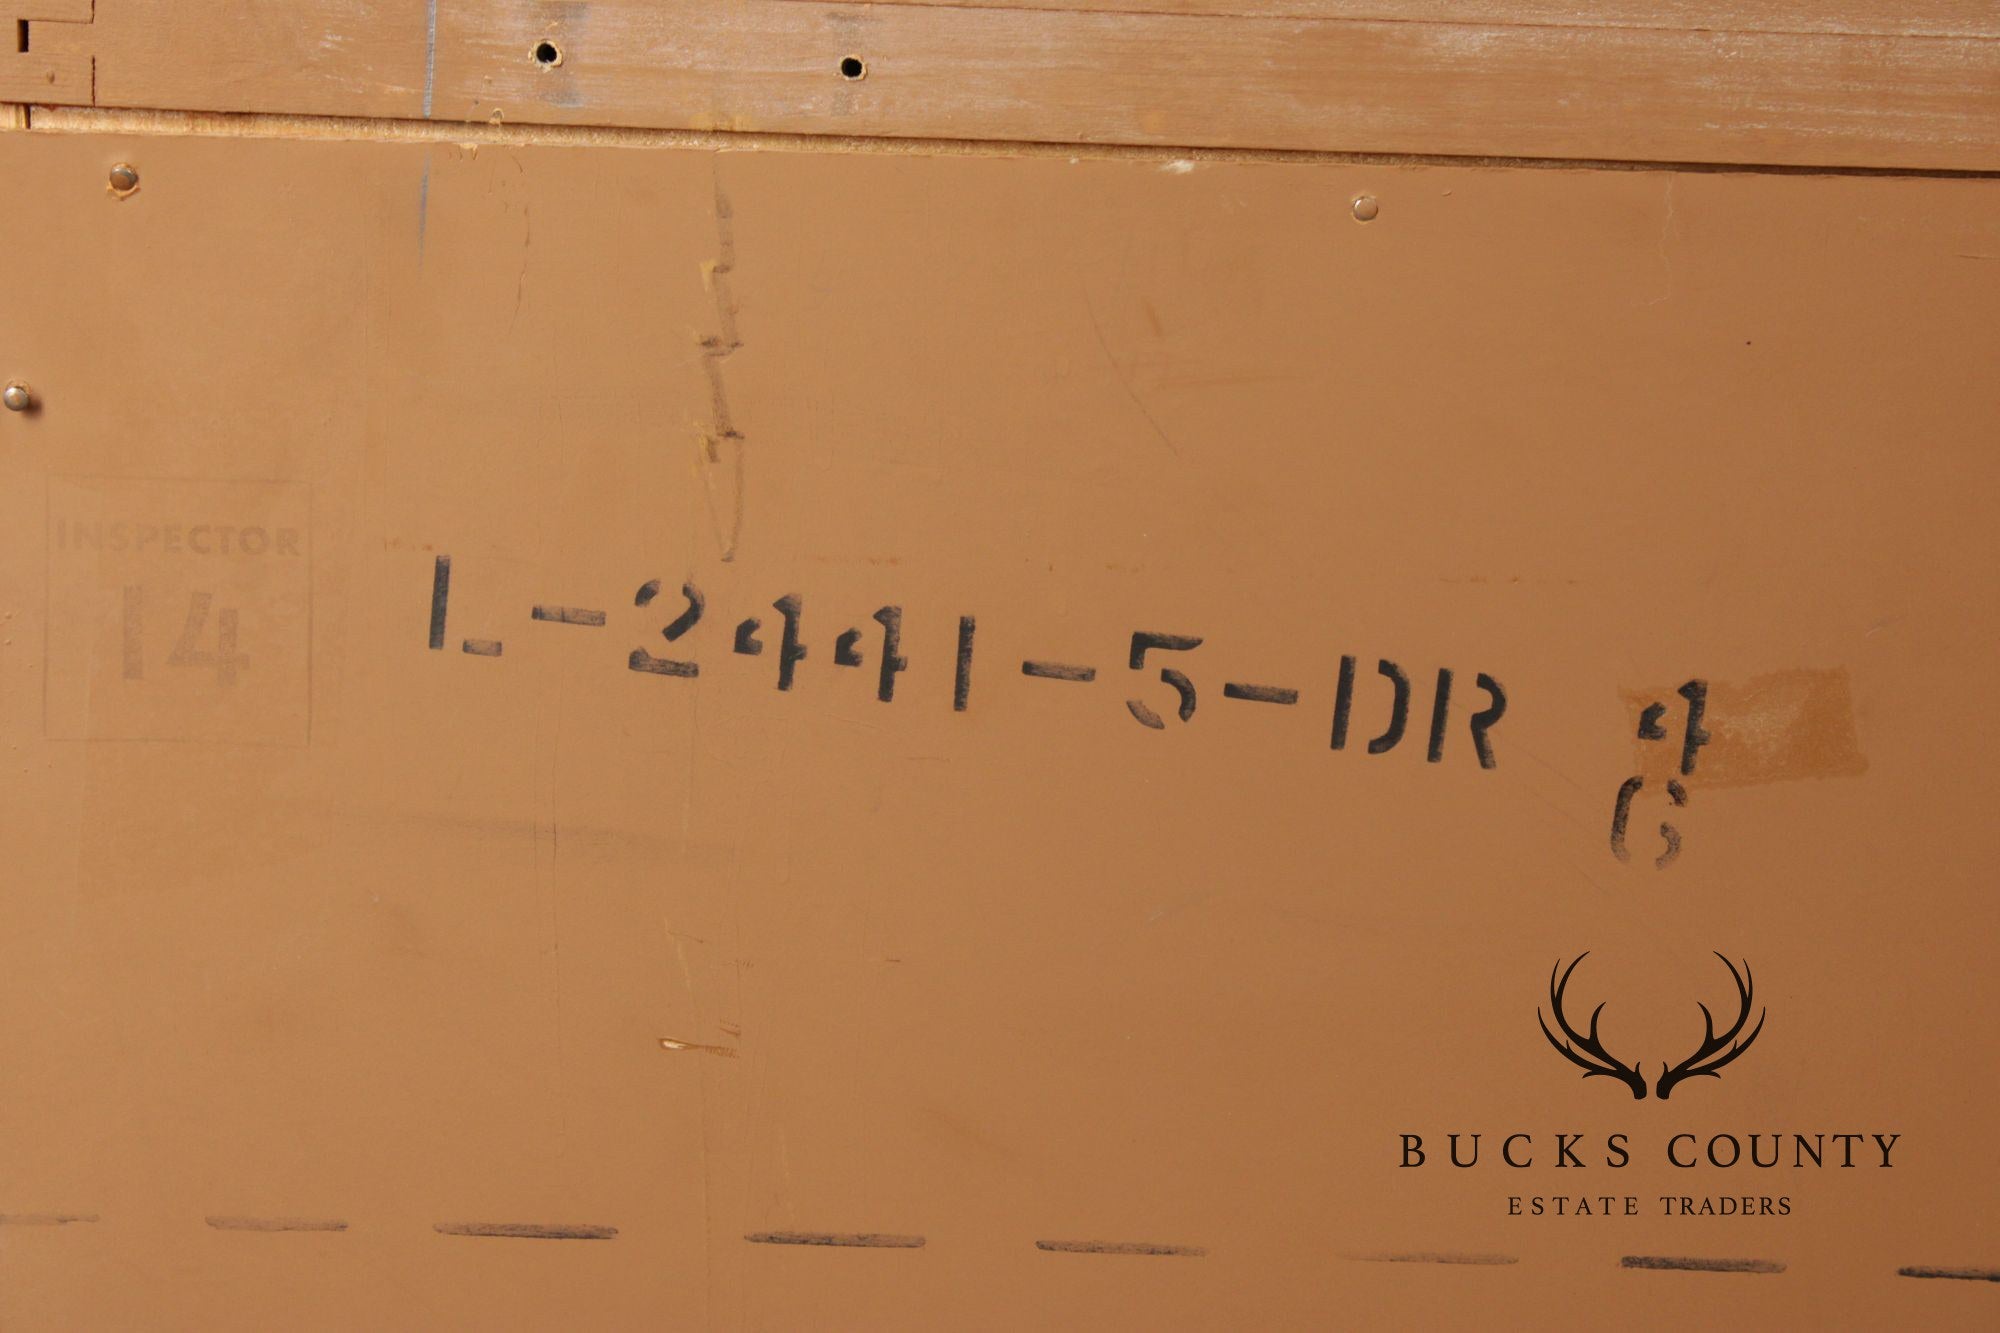 INSPECTOR
14
L-2441-5-DR 4
6
BUCKS COUNTY
ESTATE TRADERS